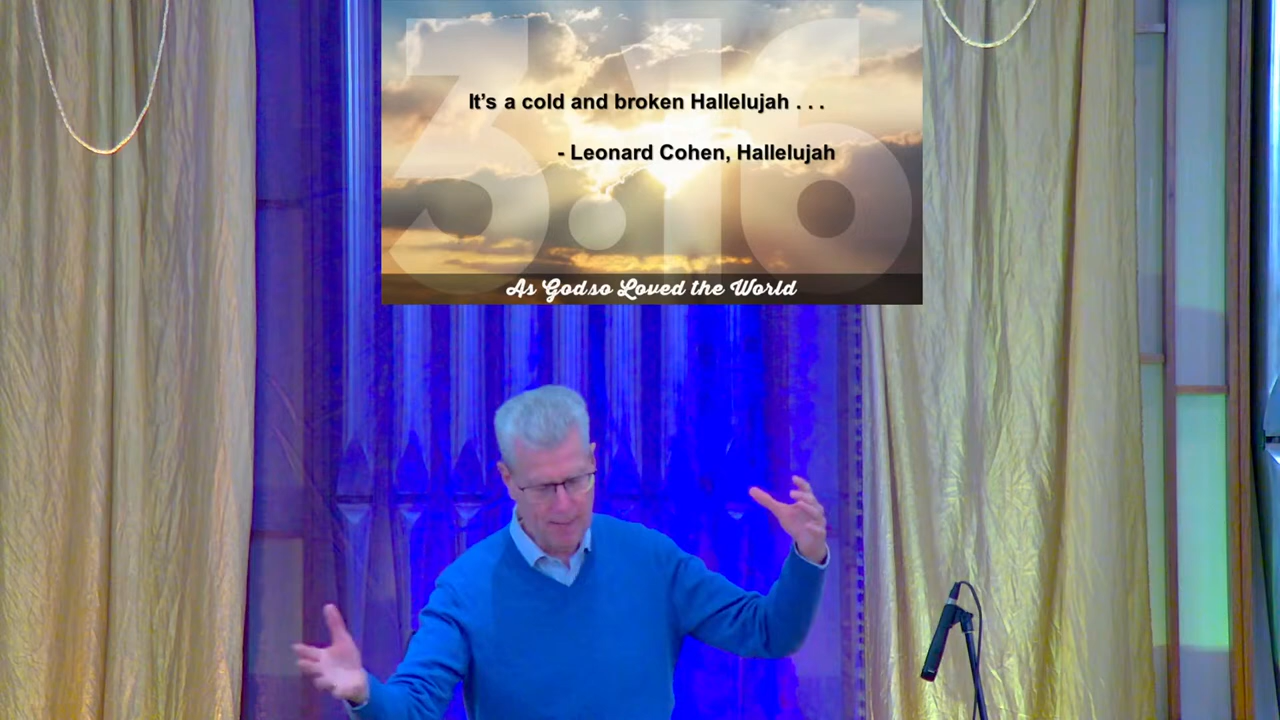 3:16
It’s a cold and broken Hallelujah . . .
- Leonard Cohen, Hallelujah
As God so Loved the World